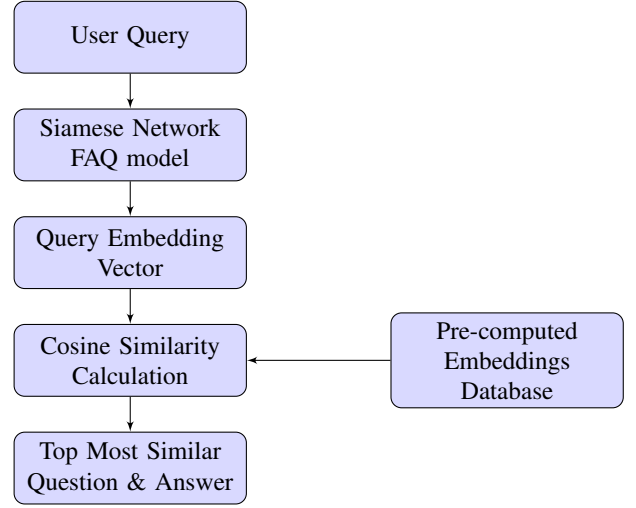 User Query
Siamese Network
FAQ model
Query Embedding
Vector
Cosine Similarity
Calculation
Pre-computed
Embeddings
Database
Top Most Similar
Question & Answer